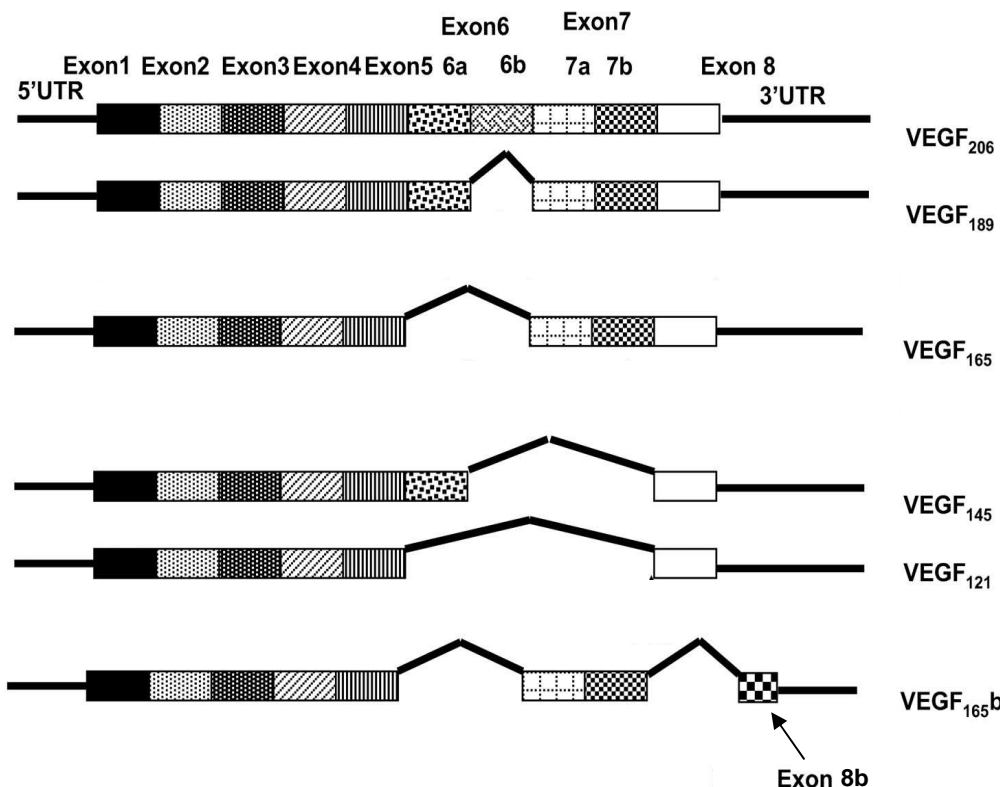 Exon6 Exon7
Exon1 Exon2 Exon3 Exon4 Exon5 6a 6b 7a 7b Exon 8
5'UTR 3'UTR
VEGF206
VEGF189
VEGF165
VEGF145
VEGF121
VEGF165b
Exon 8b